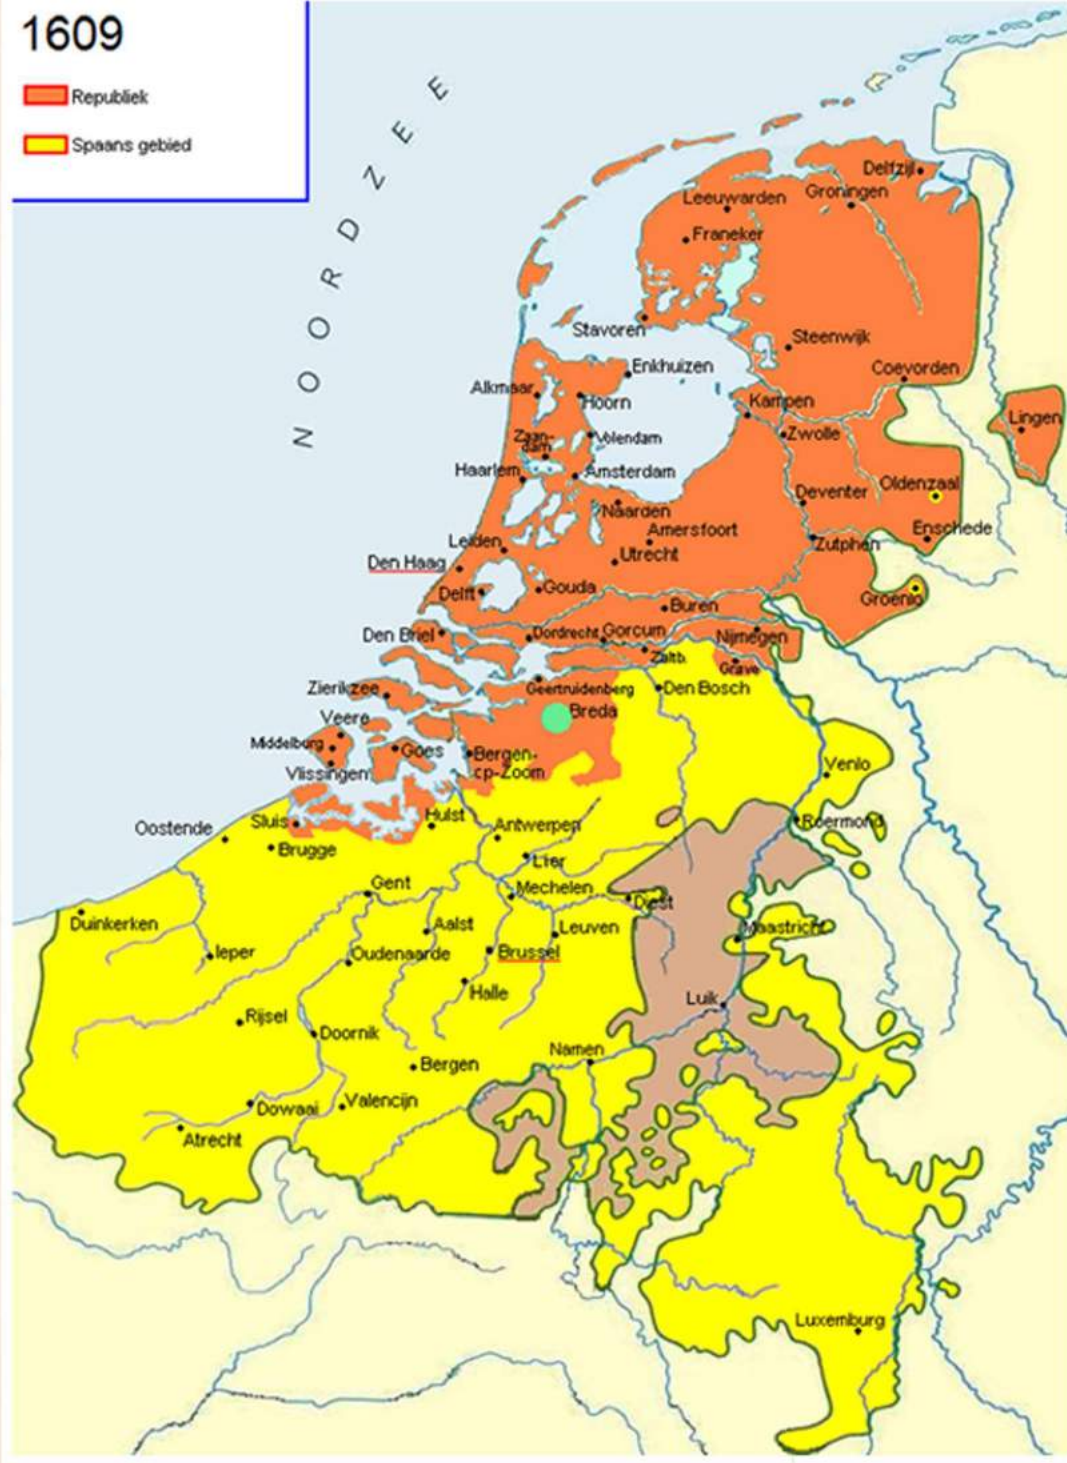 1609
Republiek
Spaans gebied
NOORDZEE
Delfzijl
Leeuwarden
Groningen
Franeker
Stavoren
Steenwijk
Enkhuizen
Coevorden
Alkmaar
Hoorn
Kampen
Lingen
Zaan-
dam
Volendam
Zwolle
Haarlem
Amsterdam
Oldenzaal
Deventer
Naarden
Amersfoort
Enschede
Leiden
Utrecht
Zutphen
Den Haag
Delft
Gouda
Groenlo
Buren
Den Briel
Dordrecht
Gorcum
Nijmegen
Zaltb.
Grave
Zierikzee
Geertruidenberg
Den Bosch
Breda
Veere
Middelburg
Goes
Bergen-
op-Zoom
Vlissingen
Venlo
Sluis
Hulst
Oostende
Antwerpen
Roermond
Brugge
Lier
Gent
Mechelen
Diest
Duinkerken
Aalst
Leuven
Maastricht
Ieper
Oudenaarde
Brussel
Halle
Luik
Rijsel
Doornik
Namen
Bergen
Dowaai
Valencijn
Atrecht
Luxemburg